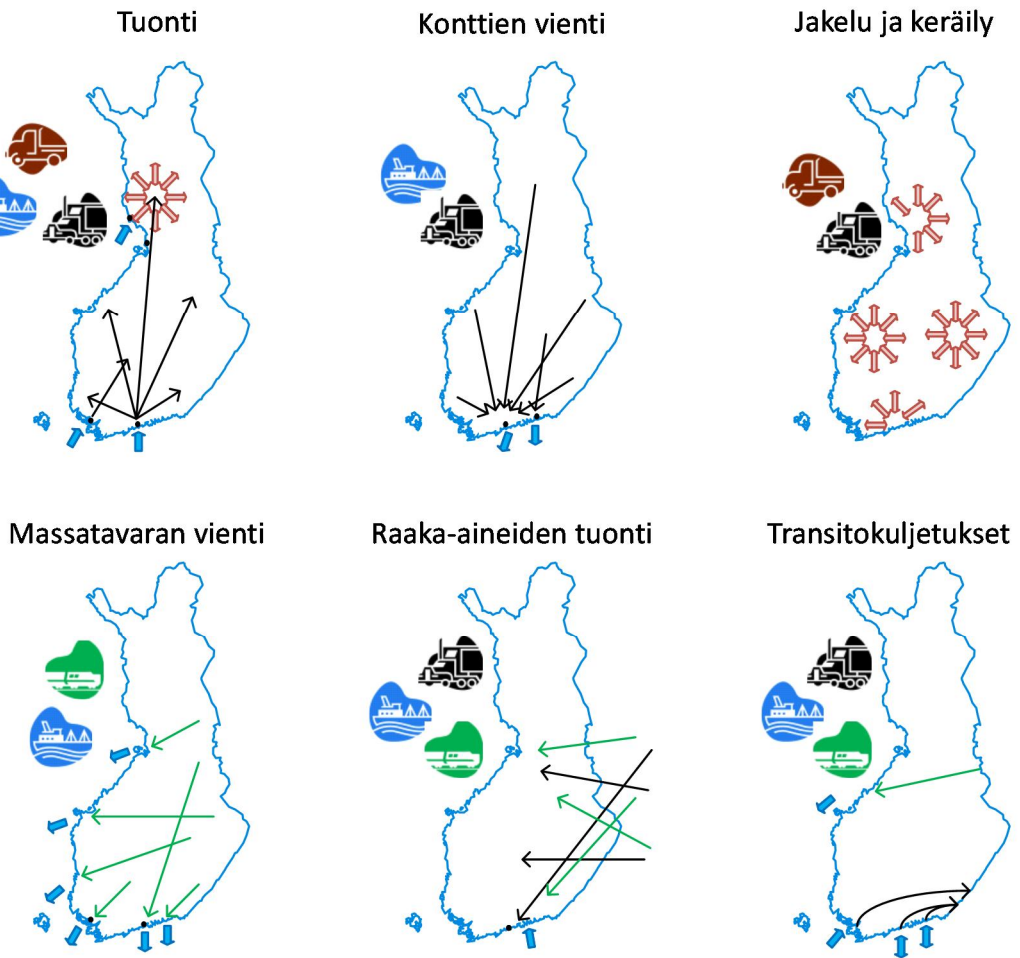 Tuonti
Konttien vienti
Jakelu ja keräily
Massatavaran vienti
Raaka-aineiden tuonti
Transitokuljetukset